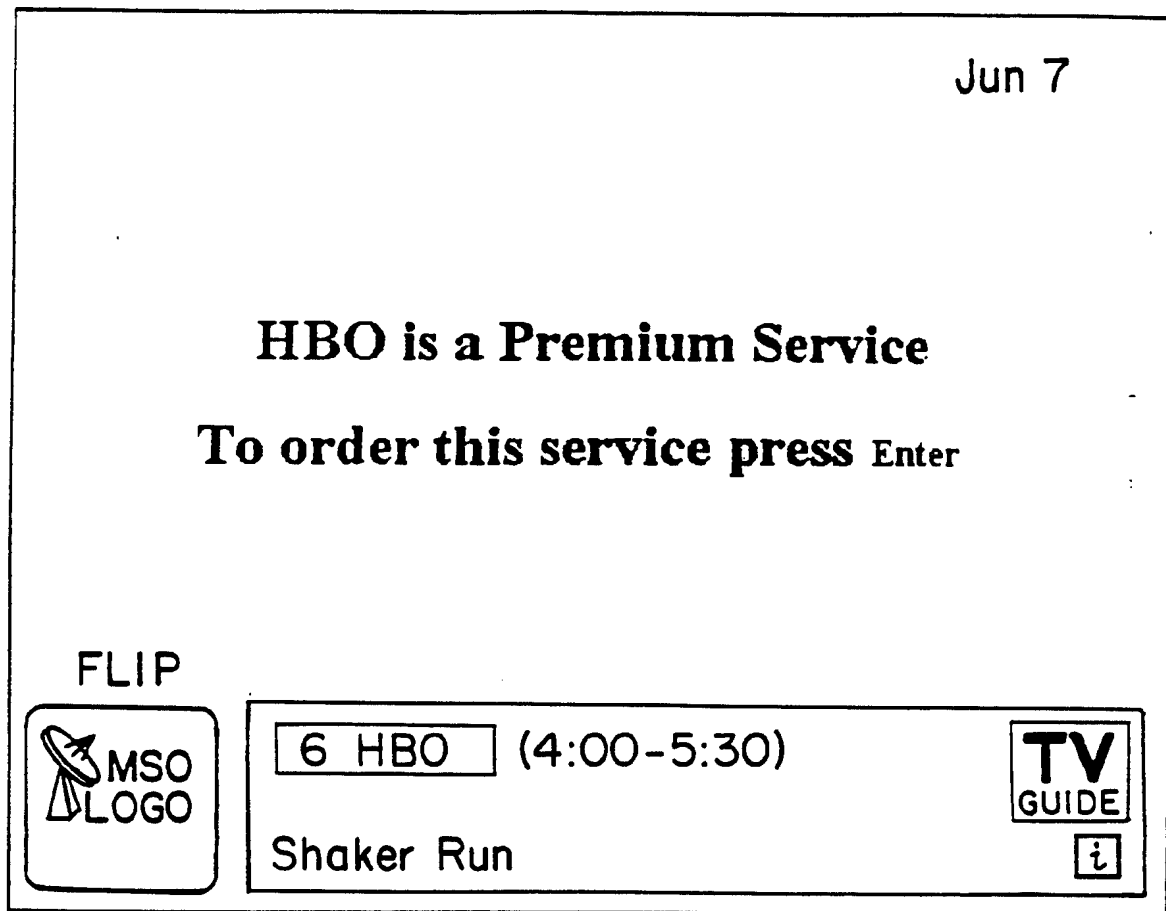 Jun 7
HBO is a Premium Service
To order this service press Enter
FLIP
MSO
LOGO
6 HBO (4:00-5:30)
TV
GUIDE
Shaker Run
i